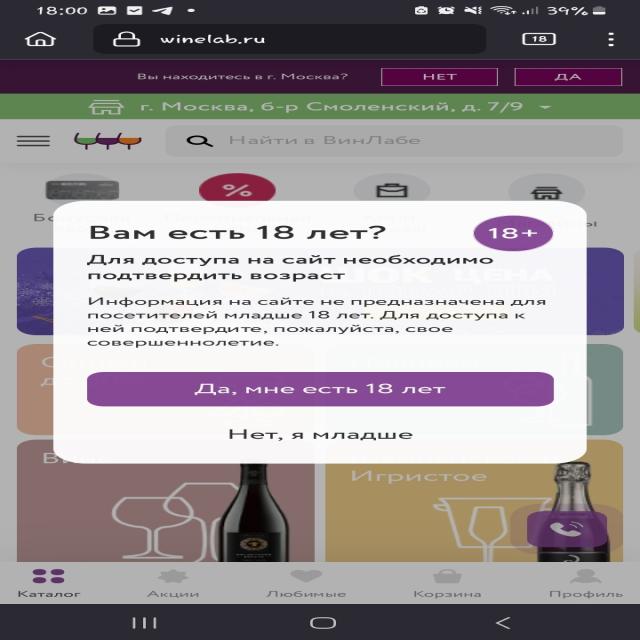 18:00
39%
winelab.ru
18
Вы находитесь в г. Москва?
НЕТ
ДА
г. Москва, б-р Смоленский, д. 7/9
Найти в ВинЛабе
%
Вам есть 18 лет?
18+
Для доступа на сайт необходимо
подтвердить возраст
ЦЕНА
Информация на сайте не предназначена для
посетителей младше 18 лет. Для доступа к
ней подтвердите, пожалуйста, свое
совершеннолетие.
Да, мне есть 18 лет
Нет, я младше
Игристое
Каталог
Акции
Любимые
Корзина
Профиль